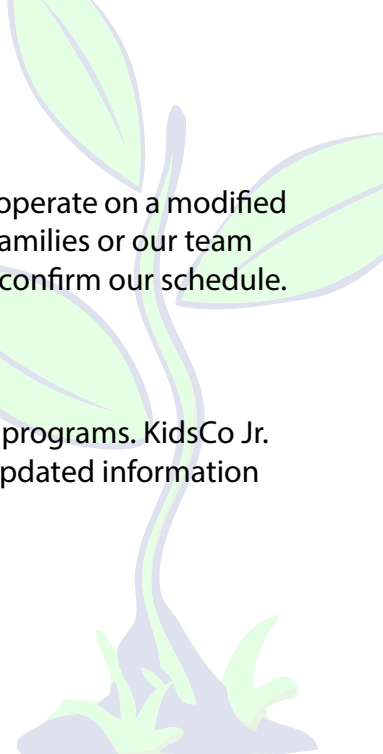 operate on a modified
amilies or our team
confirm our schedule.
programs. KidsCo Jr.
pdated information